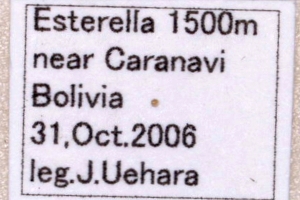 Esterella 1500m
near Caranavi
Bolivia
31,Oct.2006
leg.J.Uehara